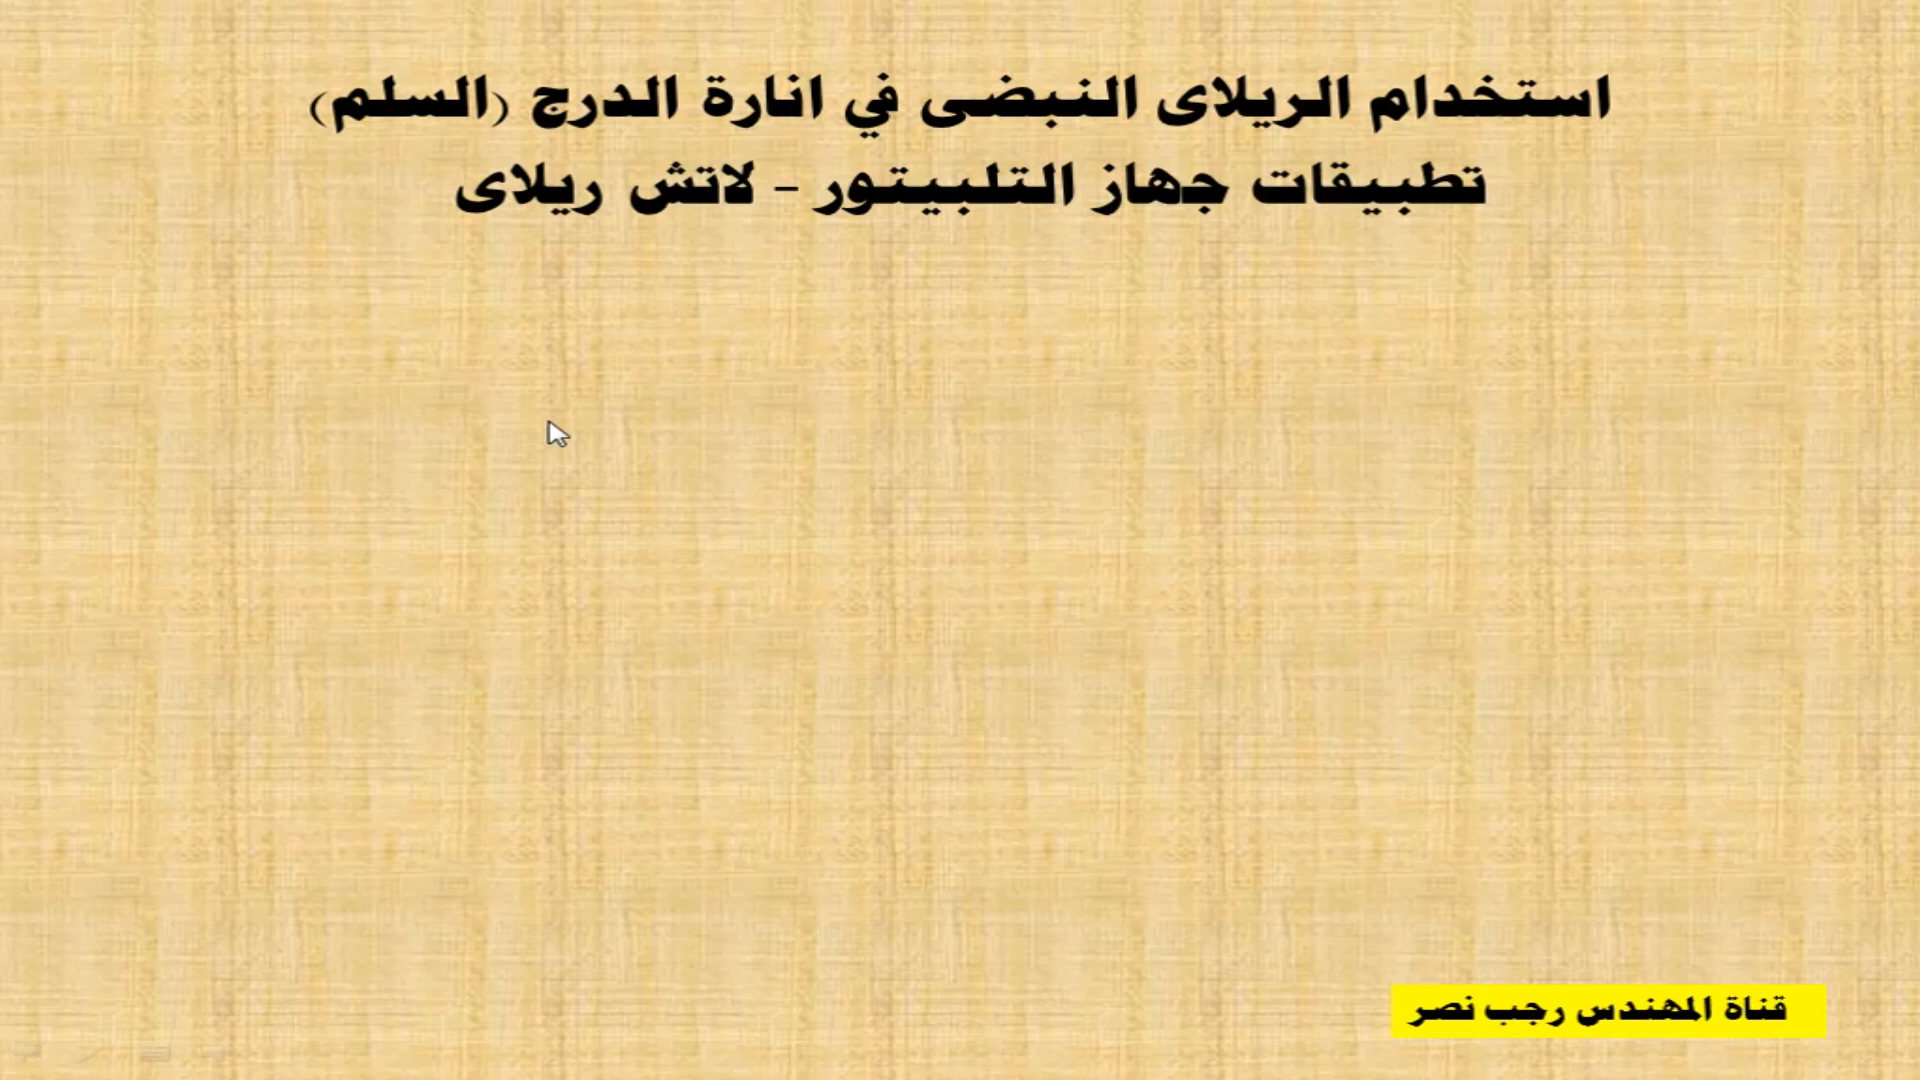 استخدام الريلاى النبضى في انارة الدرج (السلم)
تطبيقات جهاز التلبيتور - لاتش ريلاى
قناة المهندس رجب نصر